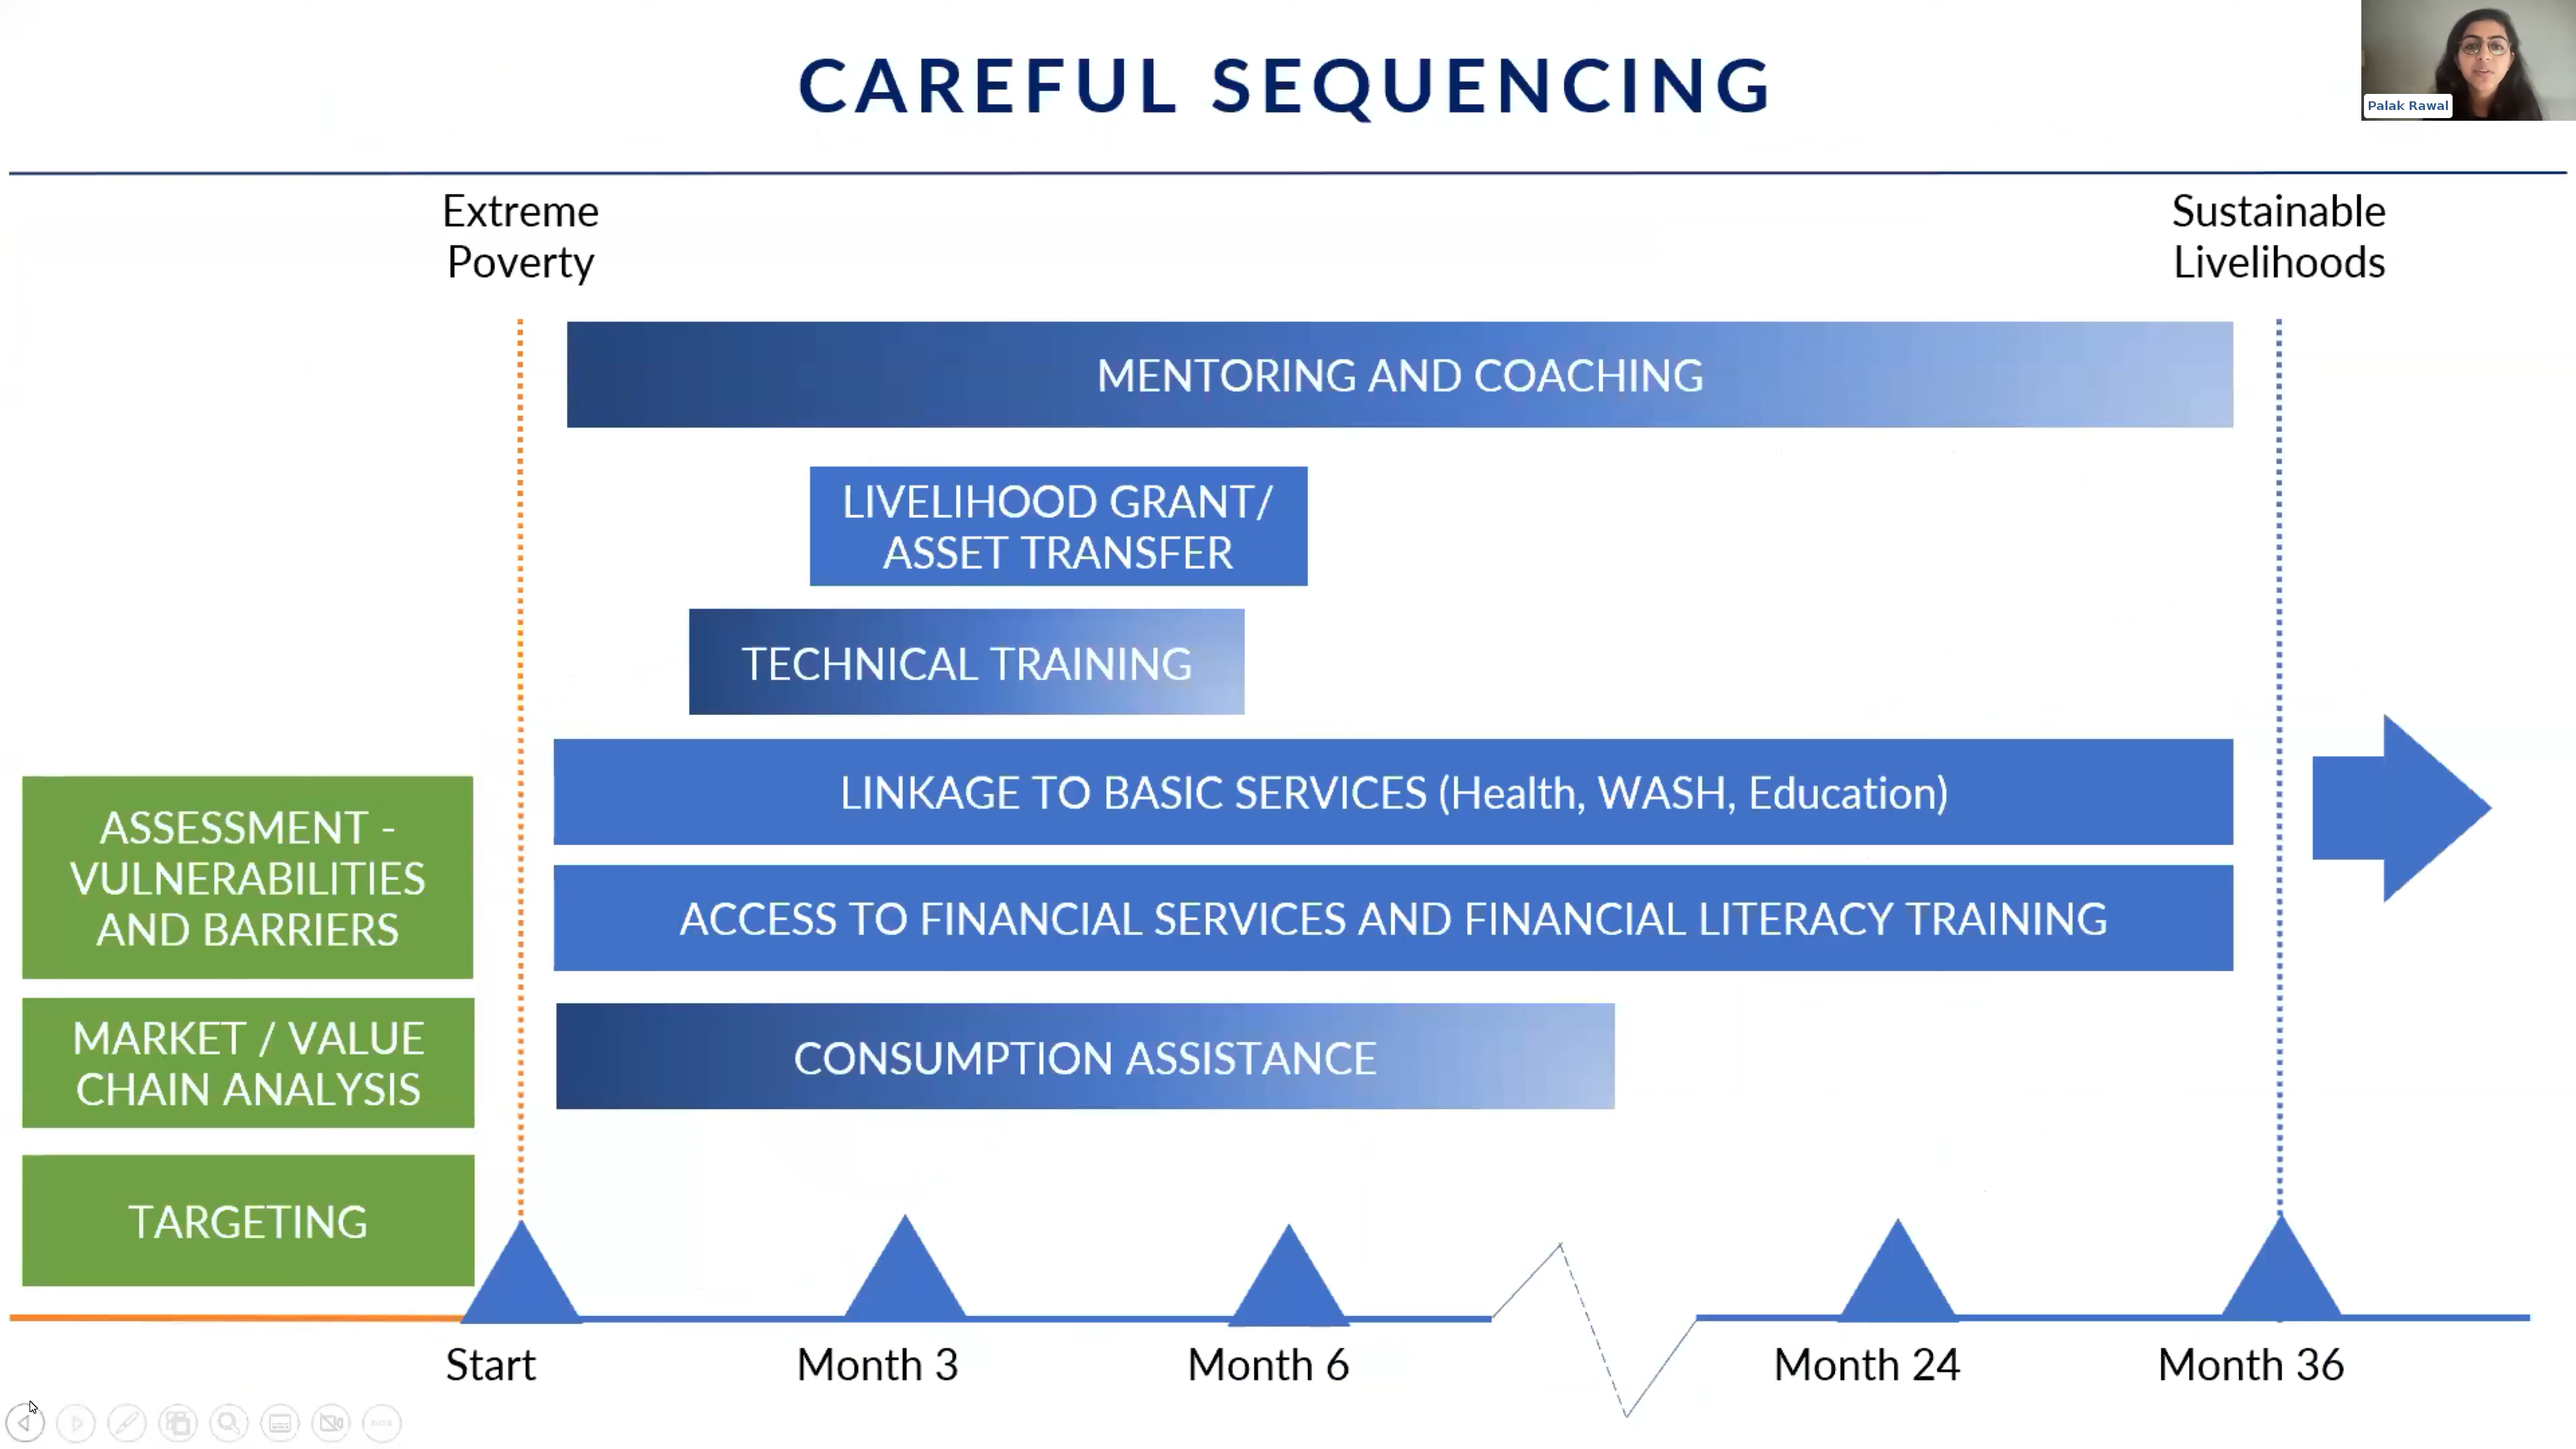 CAREFUL SEQUENCING
Palak Rawal
Extreme
Poverty
Sustainable
Livelihoods
MENTORING AND COACHING
LIVELIHOOD GRANT/
ASSET TRANSFER
TECHNICAL TRAINING
LINKAGE TO BASIC SERVICES (Health, WASH, Education)
ASSESSMENT -
VULNERABILITIES
AND BARRIERS
ACCESS TO FINANCIAL SERVICES AND FINANCIAL LITERACY TRAINING
MARKET / VALUE
CHAIN ANALYSIS
CONSUMPTION ASSISTANCE
TARGETING
Start
Month 3
Month 6
Month 24
Month 36